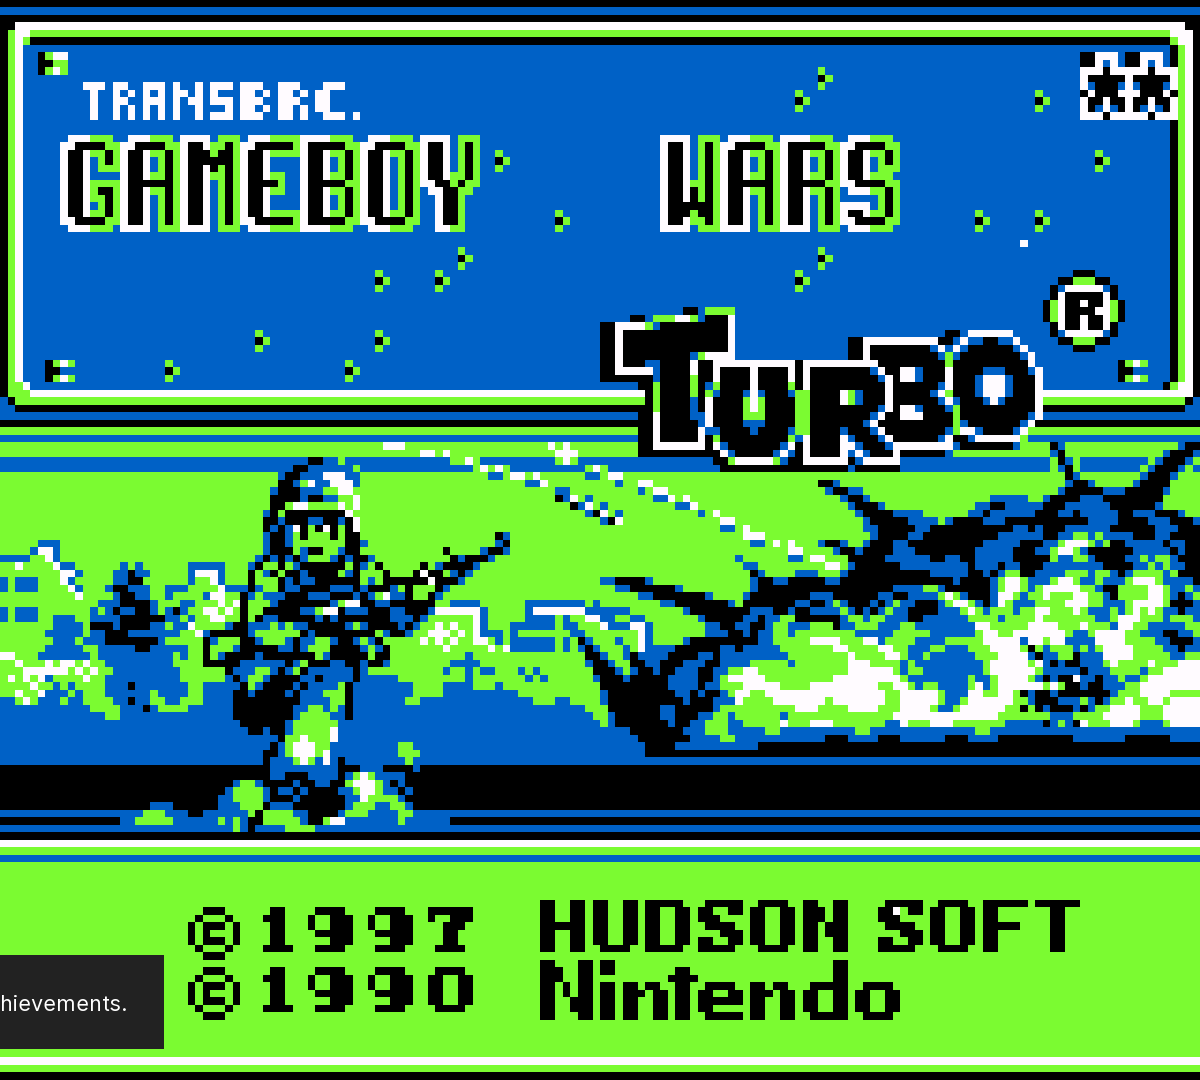 TRANSBRC.
GAMEBOY WARS
TURBO
®
©1997 HUDSON SOFT
©1990 Nintendo
hievements.